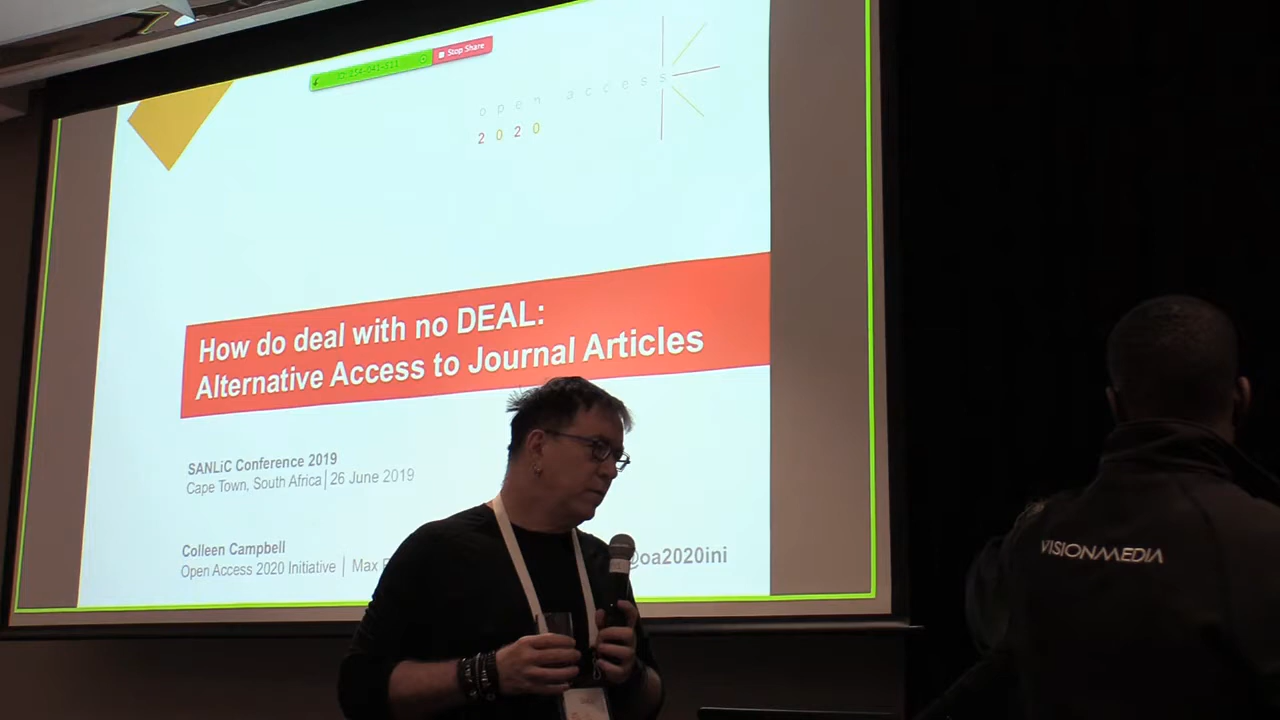 Stop Share
open access
2020
How do deal with no DEAL:
Alternative Access to Journal Articles
SANLiC Conference 2019
Cape Town, South Africa | 26 June 2019
Colleen Campbell
Open Access 2020 Initiative | Max
@oa2020ini
VISIONMEDIA